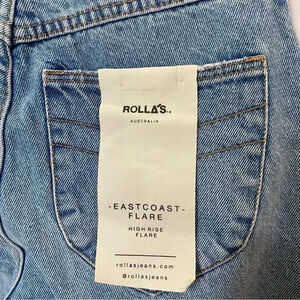 ROLLA'S..
AUSTRALIA
-EASTCOAST-
FLARE
HIGH RISE
FLARE
rollasjeans.com
@rollasjeans